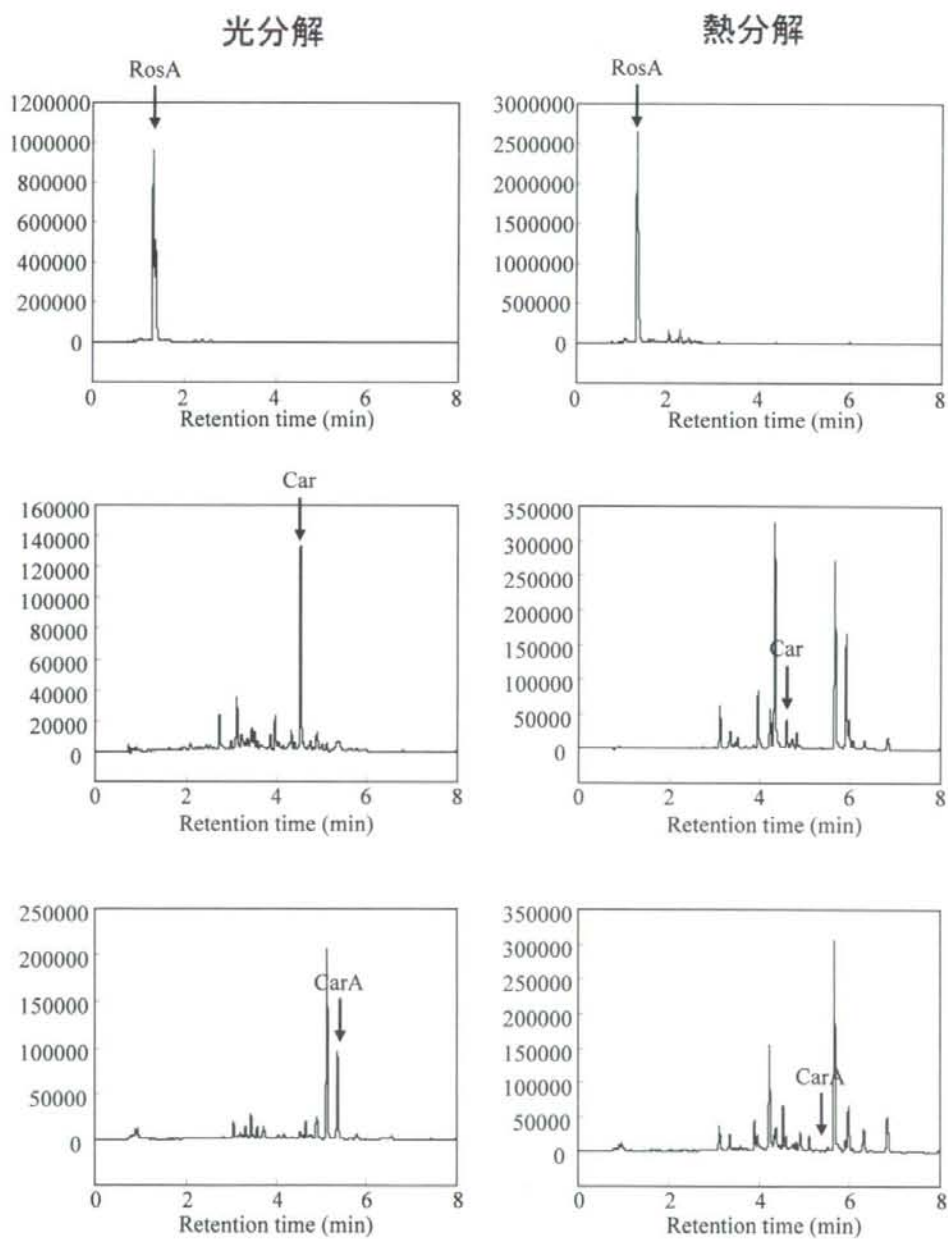 光分解
熱分解
RosA
1200000
1000000
800000
600000
400000
200000
0
0 2 4 6 8
Retention time (min)
RosA
3000000
2500000
2000000
1500000
1000000
500000
0
0 2 4 6 8
Retention time (min)
Car
160000
140000
120000
100000
80000
60000
40000
20000
0
0 2 4 6 8
Retention time (min)
350000
300000
250000
200000
150000
Car
100000
50000
0
0 2 4 6 8
Retention time (min)
250000
200000
CarA
150000
100000
50000
0
0 2 4 6 8
Retention time (min)
350000
300000
250000
200000
150000
CarA
100000
50000
0
0 2 4 6 8
Retention time (min)